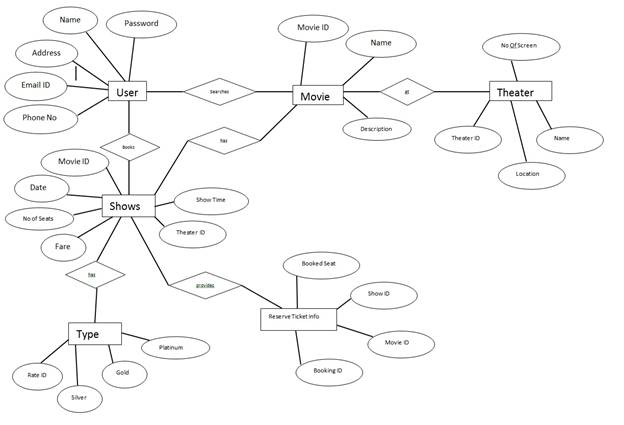 Name
Password
Movie ID
Name
No Of Screen
Address
Email ID
Phone No
User
Searches
Movie
at
Theater
Description
Theater ID
Name
Location
Books
has
Movie ID
Date
No of Seats
Fare
Shows
Show Time
Theater ID
has
provides
Booked Seat
Show ID
Reserve Ticket Info
Movie ID
Booking ID
Type
Platinum
Rate ID
Gold
Silver